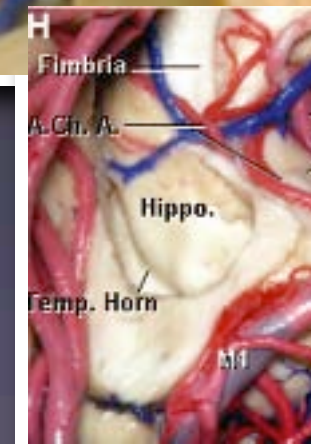 H
Fimbria
A.Ch. A.
Hippo.
Temp. Horn
M1